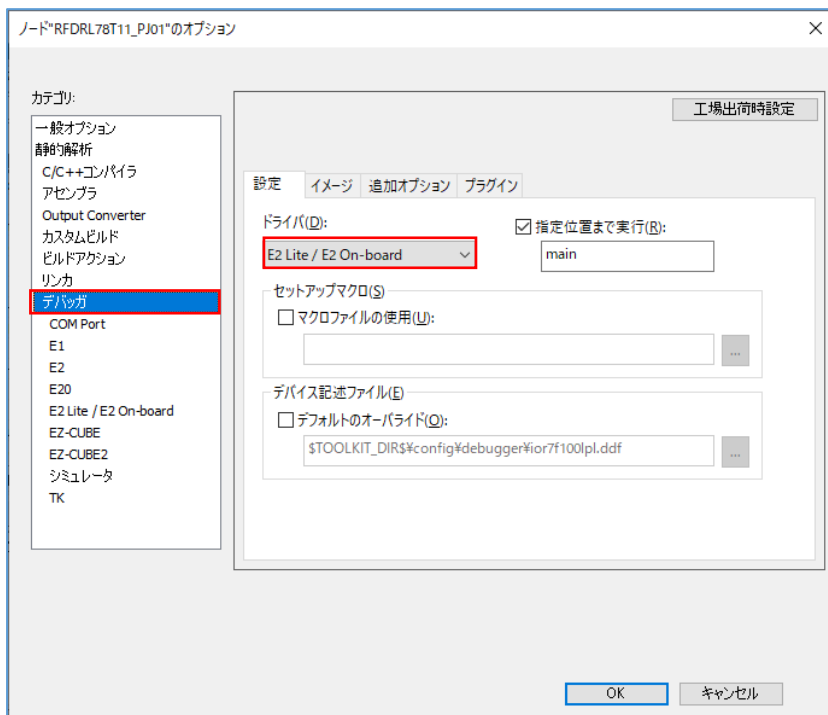 ノード"RFDRL78T11_PJ01"のオプション
カテゴリ:
一般オプション
静的解析
C/C++コンパイラ
アセンブラ
Output Converter
カスタムビルド
ビルドアクション
リンカ
デバッガ
COM Port
E1
E2
E20
E2 Lite / E2 On-board
EZ-CUBE
EZ-CUBE2
シミュレータ
TK
工場出荷時設定
設定 イメージ 追加オプション プラグイン
ドライバ(D):
E2 Lite / E2 On-board
指定位置まで実行(R):
main
セットアップマクロ(S)
マクロファイルの使用(U):
...
デバイス記述ファイル(E)
デフォルトのオーバライド(O):
$TOOLKIT_DIR$¥config¥debugger¥ior7f100lpl.ddf
...
OK キャンセル